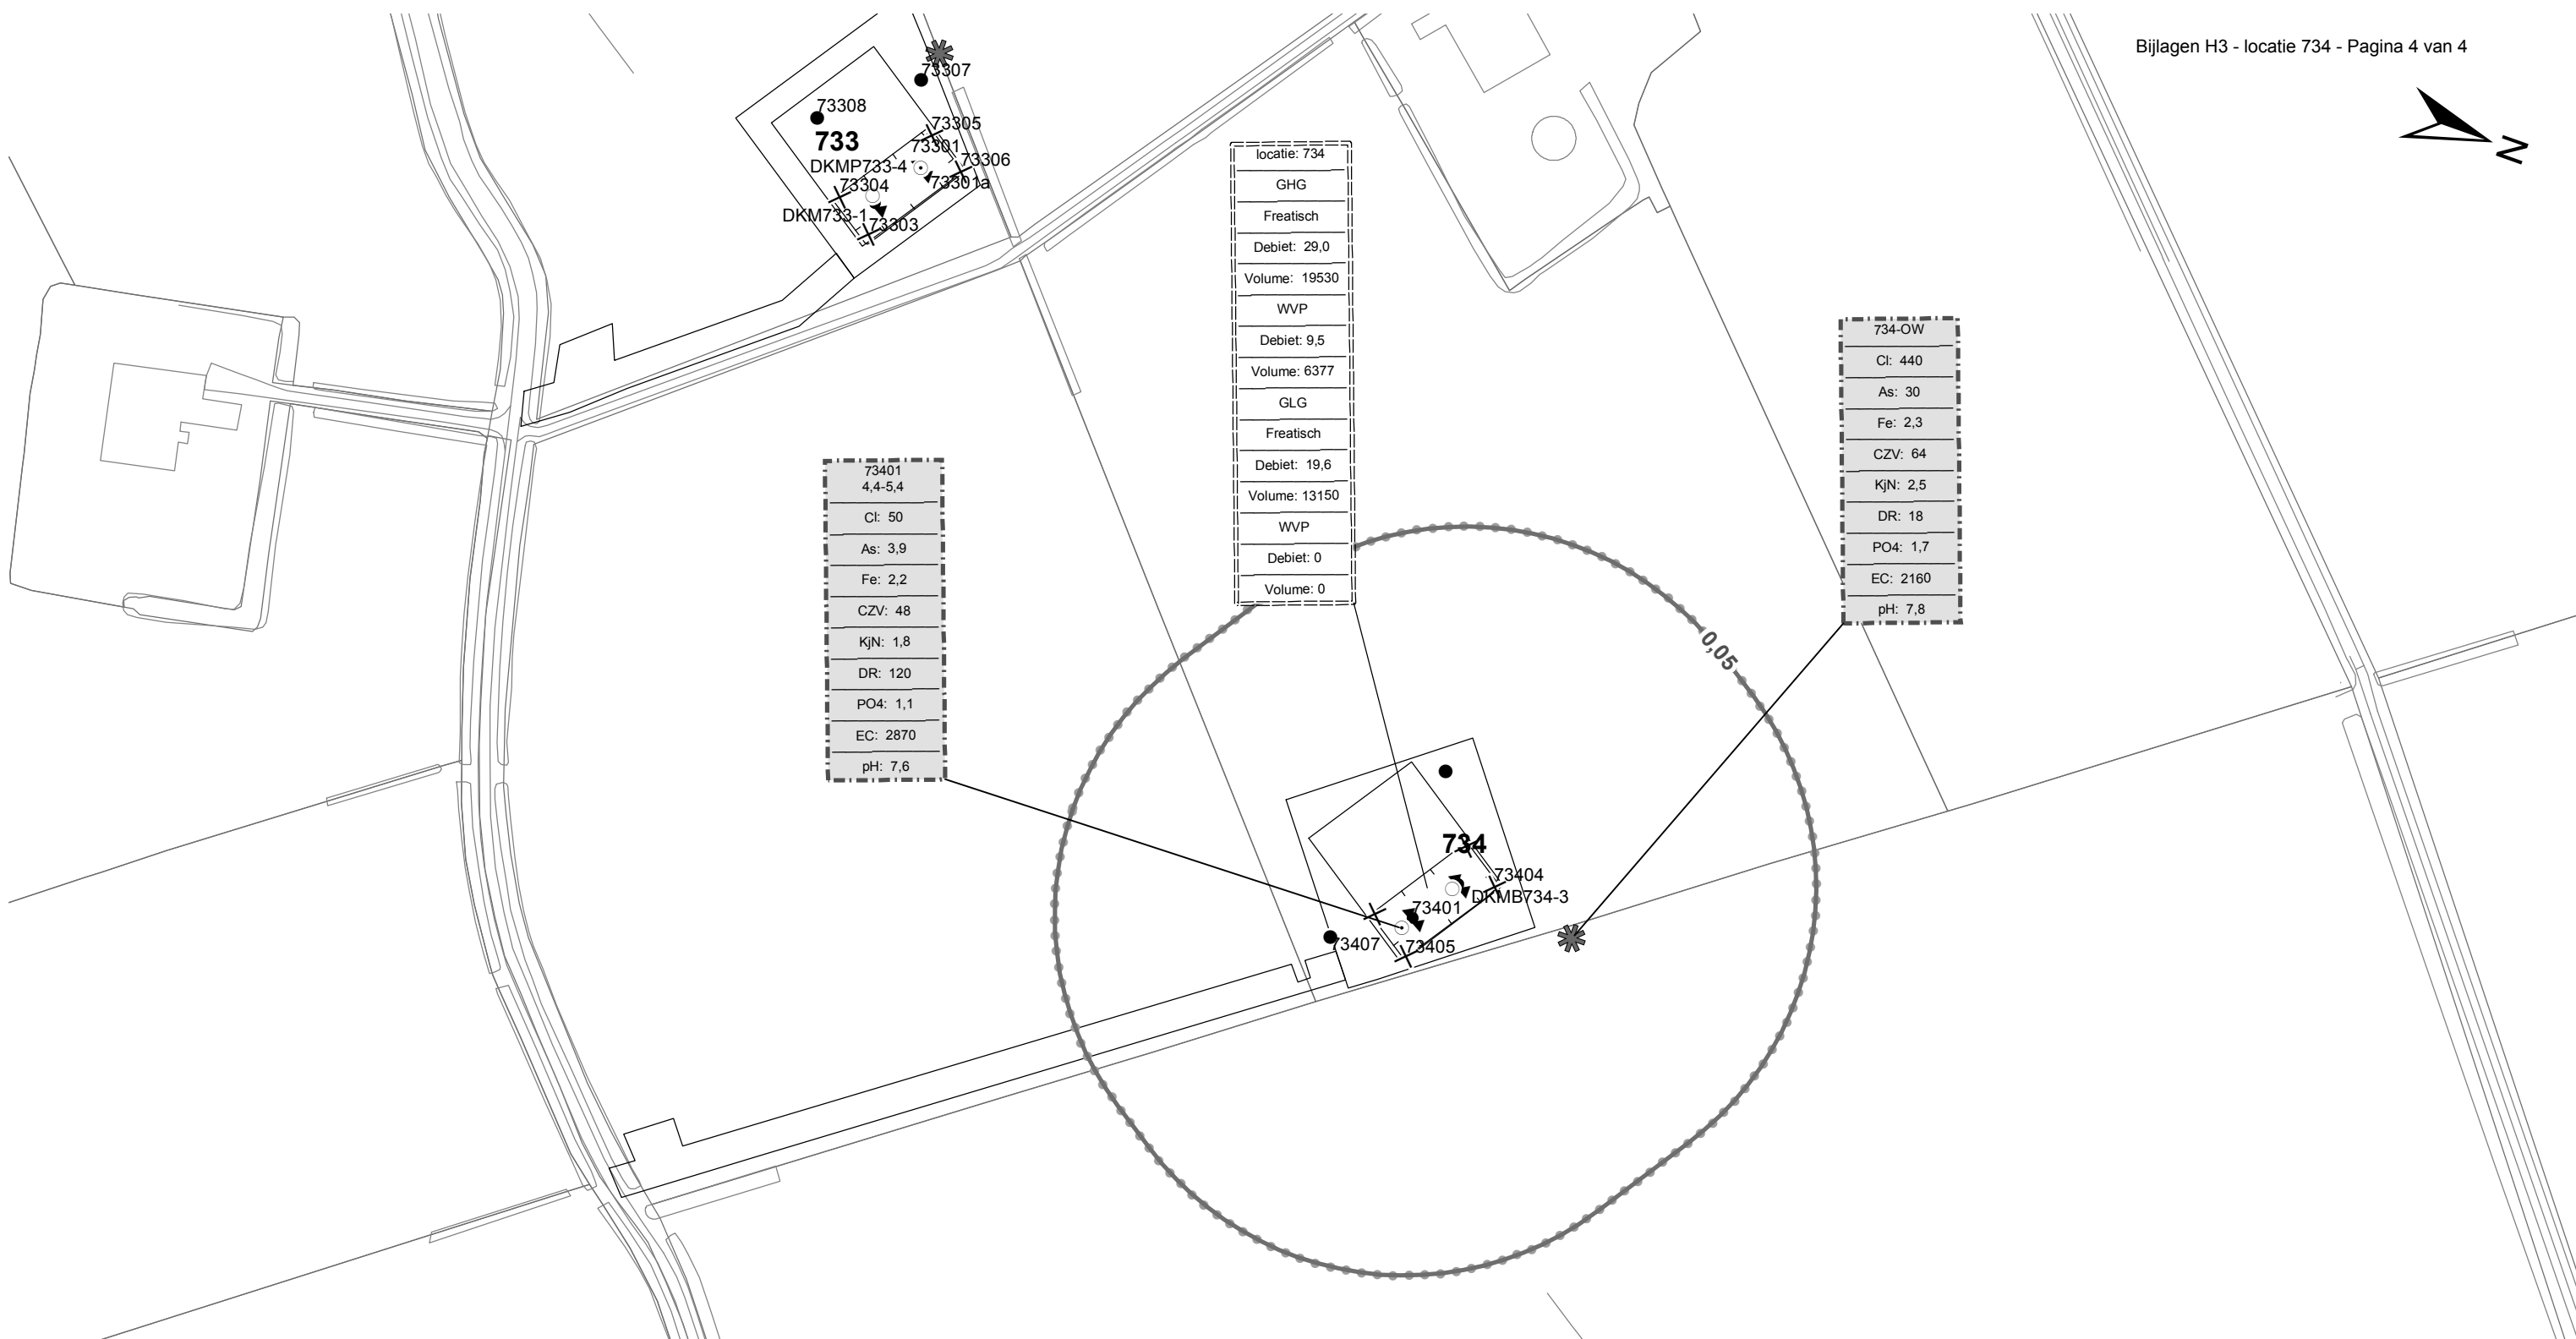 Bijlagen H3 - locatie 734 - Pagina 4 van 4
N
73307
73308
733
73305
73301
73306
DKMP733-4
73301a
73304
DKM733-1
73303
locatie: 734
GHG
Freatisch
Debiet: 29,0
Volume: 19530
WVP
Debiet: 9,5
Volume: 6377
GLG
Freatisch
Debiet: 19,6
Volume: 13150
WVP
Debiet: 0
Volume: 0
734-OW
Cl: 440
As: 30
Fe: 2,3
CZV: 64
KjN: 2,5
DR: 18
PO4: 1,7
EC: 2160
pH: 7,8
73401
4,4-5,4
Cl: 50
As: 3,9
Fe: 2,2
CZV: 48
KjN: 1,8
DR: 120
PO4: 1,1
EC: 2870
pH: 7,6
0,05
734
73404
DKMB734-3
73401
73407
73405